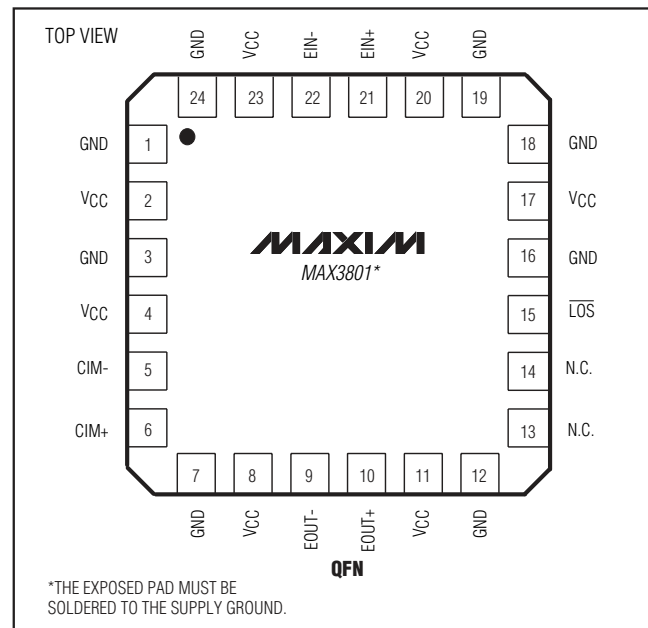 TOP VIEW
GND VCC EIN- EIN+ VCC GND
24 23 22 21 20 19
GND 1
VCC 2
GND 3
VCC 4
CIM- 5
CIM+ 6
18 GND
17 VCC
16 GND
15 L̅O̅S̅
14 N.C.
13 N.C.
MAXIM
MAX3801*
7 8 9 10 11 12
GND VCC EOUT- EOUT+ VCC GND
QFN
*THE EXPOSED PAD MUST BE
SOLDERED TO THE SUPPLY GROUND.